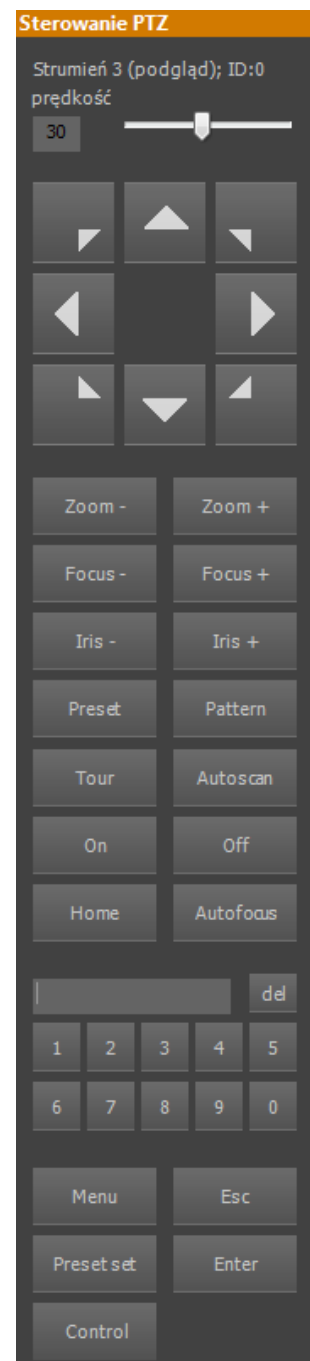 Sterowanie PTZ
Strumień 3 (podgląd); ID:0
prędkość
30
Zoom - Zoom +
Focus - Focus +
Iris - Iris +
Preset Pattern
Tour Autoscan
On Off
Home Autofocus
del
1 2 3 4 5
6 7 8 9 0
Menu Esc
Preset set Enter
Control